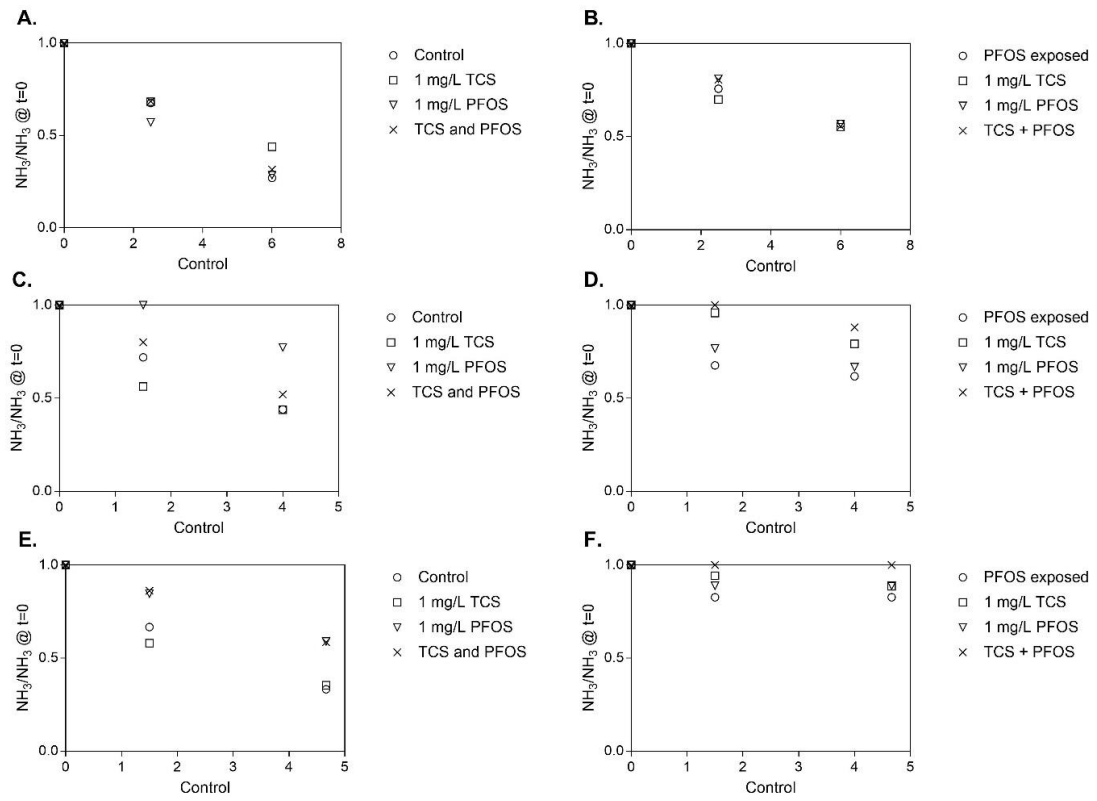 A.
1.0
0.5
0.0
NH3/NH3 @ t=0
0 2 4 6 8
Control
Control
1 mg/L TCS
1 mg/L PFOS
TCS and PFOS
B.
1.0
0.5
0.0
NH3/NH3 @ t=0
0 2 4 6 8
Control
PFOS exposed
1 mg/L TCS
1 mg/L PFOS
TCS + PFOS
C.
1.0
0.5
0.0
NH3/NH3 @ t=0
0 1 2 3 4 5
Control
Control
1 mg/L TCS
1 mg/L PFOS
TCS and PFOS
D.
1.0
0.5
0.0
NH3/NH3 @ t=0
0 1 2 3 4 5
Control
PFOS exposed
1 mg/L TCS
1 mg/L PFOS
TCS + PFOS
E.
1.0
0.5
0.0
NH3/NH3 @ t=0
0 1 2 3 4 5
Control
Control
1 mg/L TCS
1 mg/L PFOS
TCS and PFOS
F.
1.0
0.5
0.0
NH3/NH3 @ t=0
0 1 2 3 4 5
Control
PFOS exposed
1 mg/L TCS
1 mg/L PFOS
TCS + PFOS